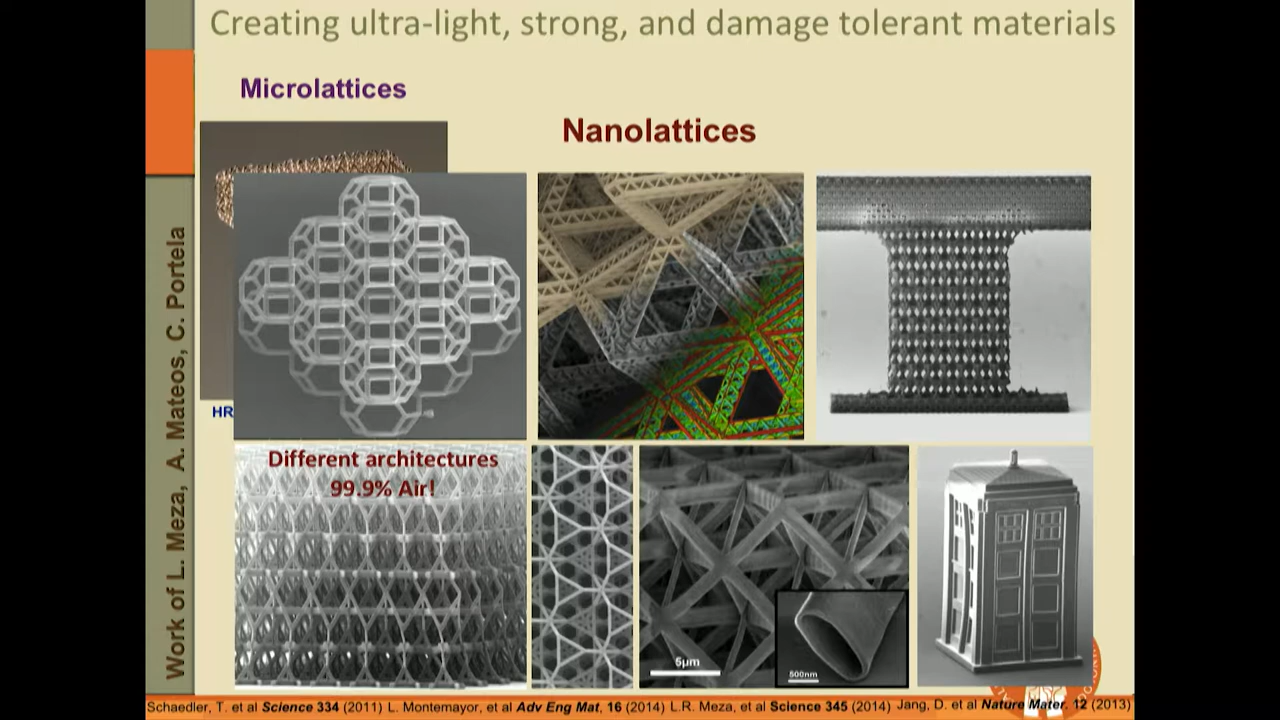 Creating ultra-light, strong, and damage tolerant materials
Microlattices
Nanolattices
HR
Different architectures
99.9% Air!
5µm
500nm
Work of L. Meza, A. Mateos, C. Portela
Schaedler, T. et al Science 334 (2011) L. Montemayor, et al Adv Eng Mat, 16 (2014) L.R. Meza, et al Science 345 (2014) Jang, D. et al Nature Mater. 12 (2013)